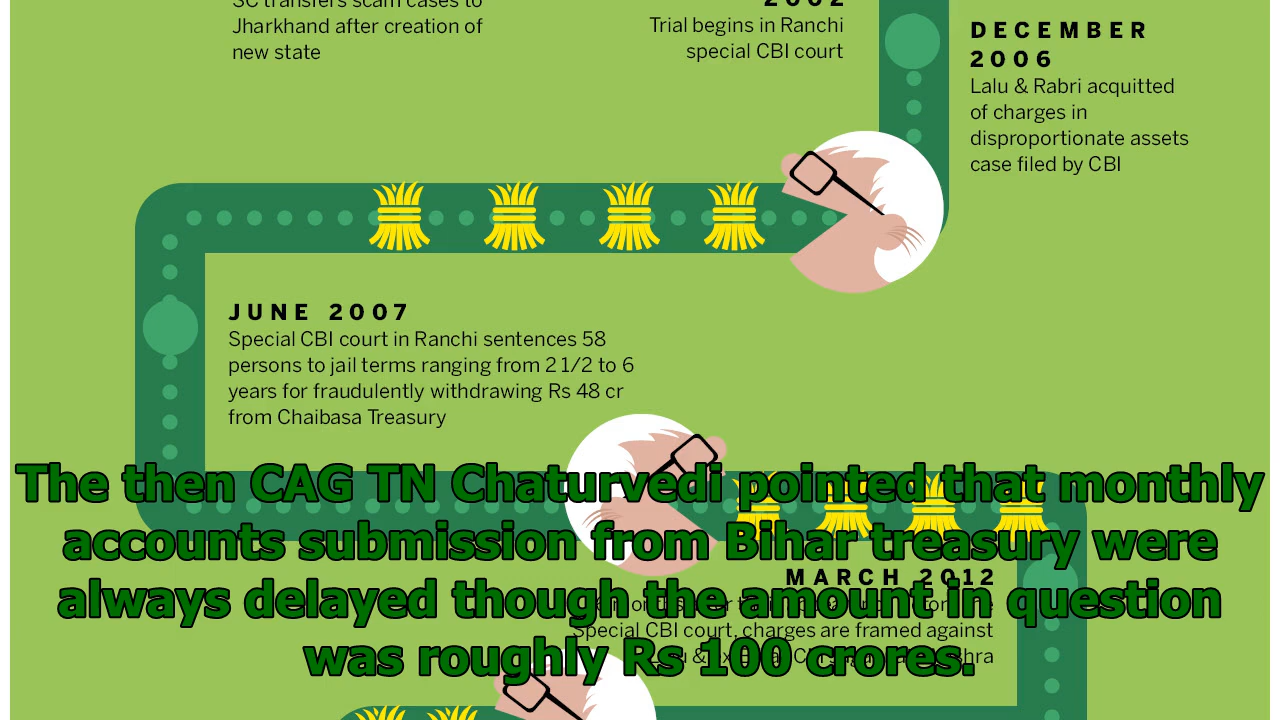 SC transfers scam cases to
Jharkhand after creation of
new state
2002
Trial begins in Ranchi
special CBI court
DECEMBER
2006
Lalu & Rabri acquitted
of charges in
disproportionate assets
case filed by CBI
JUNE 2007
Special CBI court in Ranchi sentences 58
persons to jail terms ranging from 2 1/2 to 6
years for fraudulently withdrawing Rs 48 cr
from Chaibasa Treasury
The then CAG TN Chaturvedi pointed that monthly
accounts submission from Bihar treasury were
always delayed though the amount in question
was roughly Rs 100 crores.
MARCH 2012
Special CBI court, charges are framed against